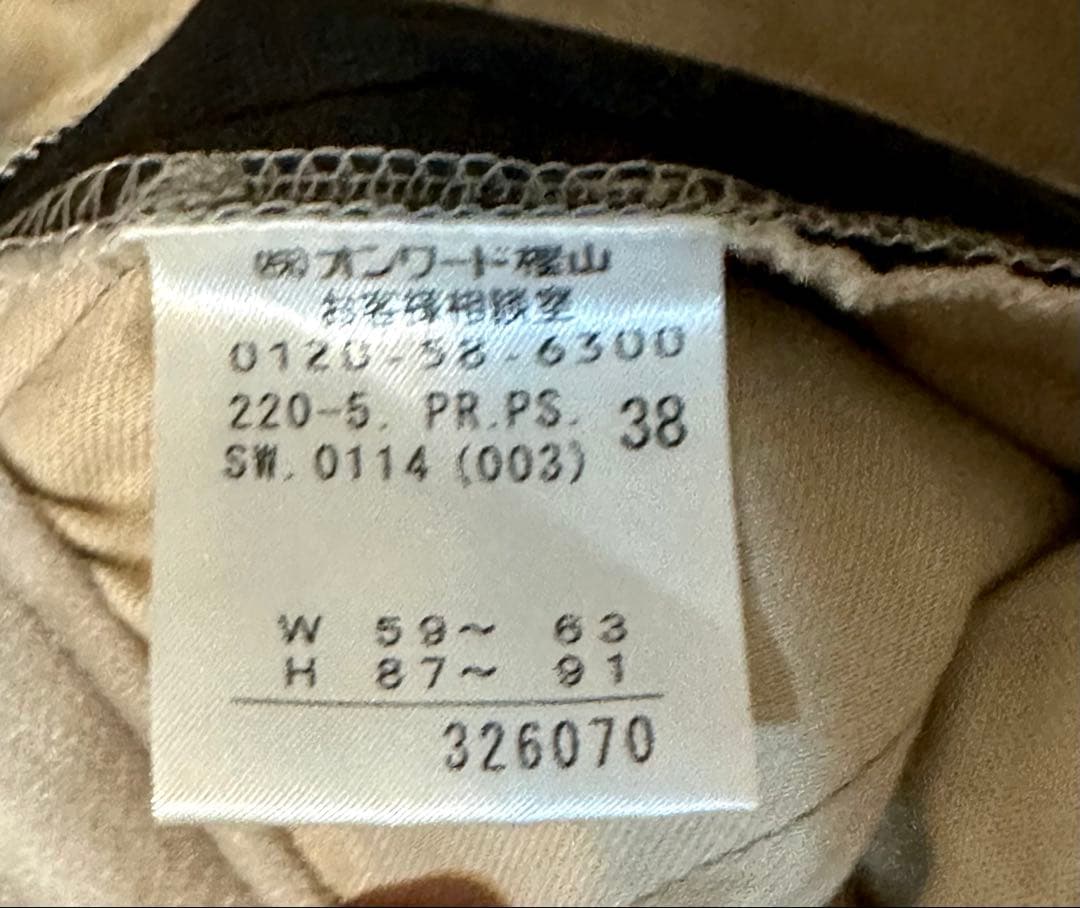 ㈱オンワード樫山
お客様相談室
0120-58-6300
220-5. PR.PS. 38
SW.0114 (003)
W 59～ 63
H 87～ 91
326070